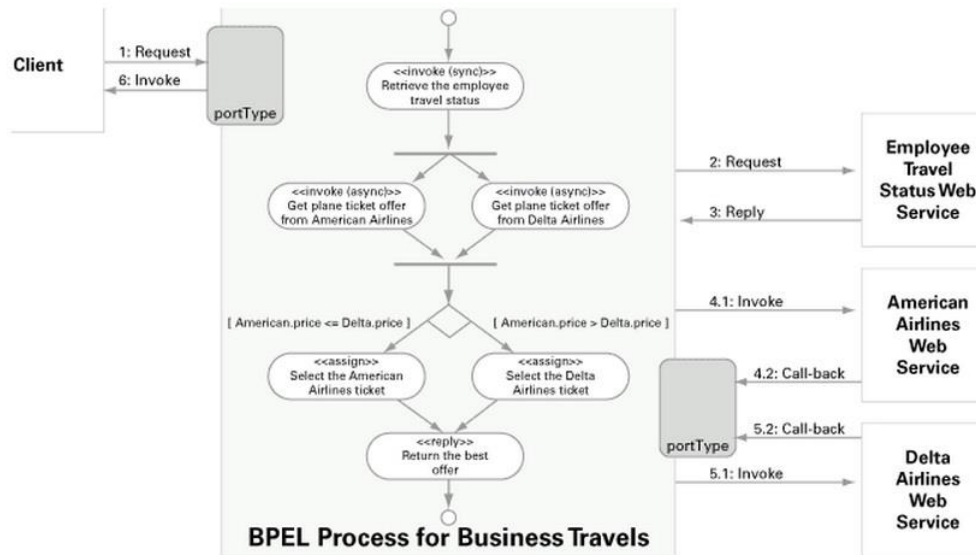 Client
1: Request
6: Invoke
portType
<<invoke (sync)>>
Retrieve the employee
travel status
<<invoke (async)>>
Get plane ticket offer
from American Airlines
<<invoke (async)>>
Get plane ticket offer
from Delta Airlines
[ American.price <= Delta.price ]
[ American.price > Delta.price ]
<<assign>>
Select the American
Airlines ticket
<<assign>>
Select the Delta
Airlines ticket
<<reply>>
Return the best
offer
BPEL Process for Business Travels
2: Request
3: Reply
Employee
Travel
Status Web
Service
4.1: Invoke
4.2: Call-back
American
Airlines
Web
Service
portType
5.2: Call-back
5.1: Invoke
Delta
Airlines
Web
Service